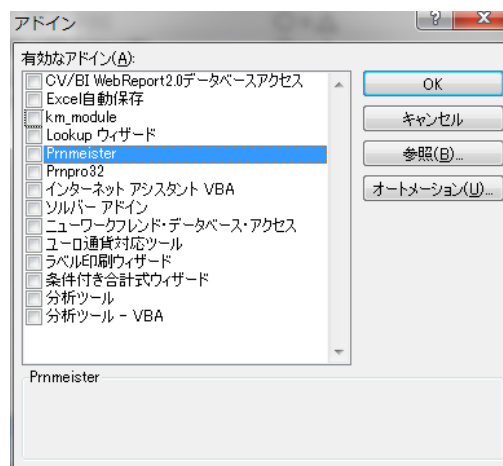 アドイン
有効なアドイン(A):
CV/BI WebReport2.0データベースアクセス
Excel自動保存
km_module
Lookup ウィザード
Prnmeister
Prnpro32
インターネット アシスタント VBA
ソルバー アドイン
ニューワークフレンド・データベース・アクセス
ユーロ通貨対応ツール
ラベル印刷ウィザード
条件付き合計式ウィザード
分析ツール
分析ツール - VBA
OK
キャンセル
参照(B)...
オートメーション(U)...
Prnmeister